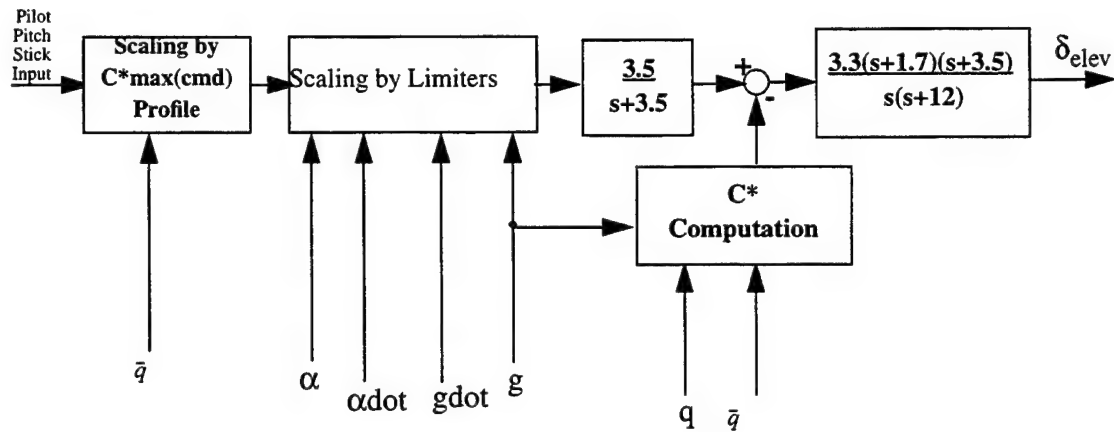 Pilot
Pitch
Stick
Input
Scaling by
C*max(cmd)
Profile
Scaling by Limiters
3.5
s+3.5
+
-
3.3(s+1.7)(s+3.5)
s(s+12)
δelev
C*
Computation
q̄
α
αdot
gdot
g
q
q̄